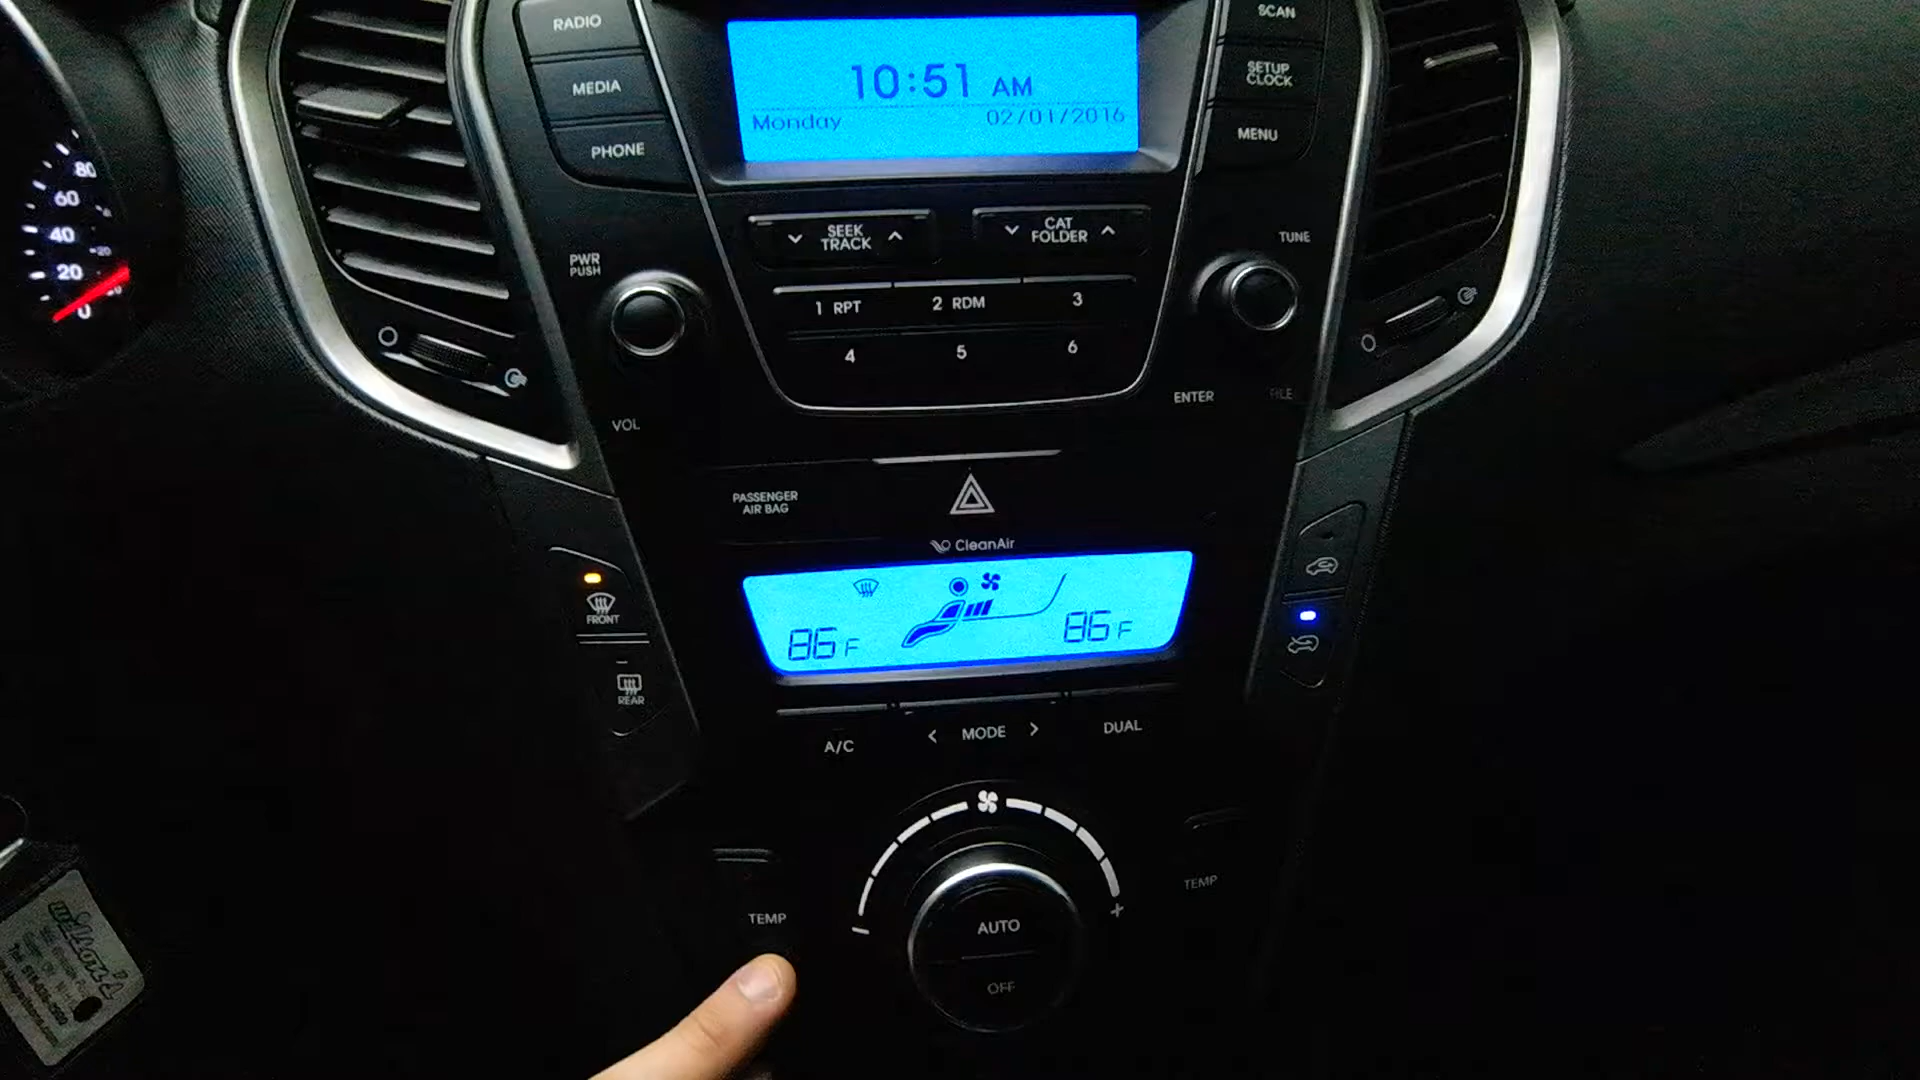 RADIO
MEDIA
PHONE
10:51 AM
Monday 02/01/2016
SCAN
SETUP
CLOCK
MENU
80
60
40
20
0
SEEK
TRACK
CAT
FOLDER
PWR
PUSH
TUNE
1 RPT
2 RDM
3
4
5
6
VOL
ENTER
FILE
PASSENGER
AIR BAG
CleanAir
86 F
86 F
FRONT
REAR
A/C
< MODE >
DUAL
TEMP
TEMP
AUTO
OFF